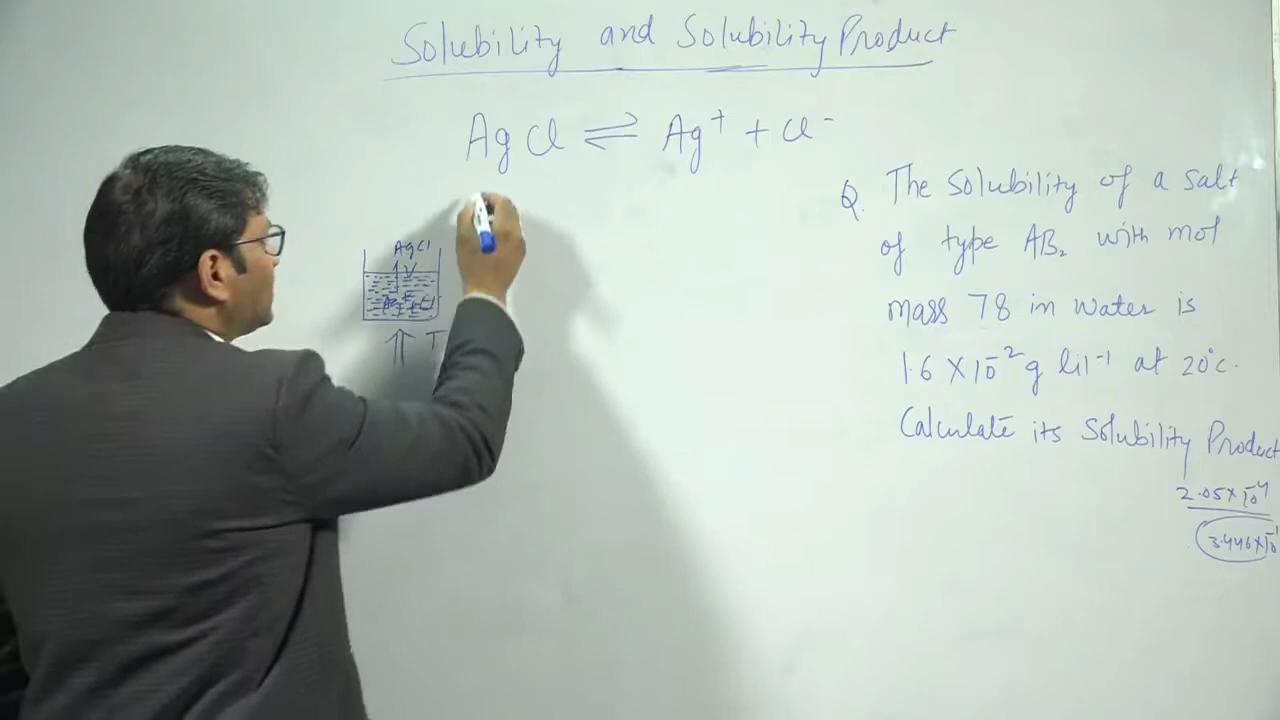 Solubility and Solubility Product
AgCl ⇌ Ag⁺ + Cl⁻
AgCl
T
Q. The Solubility of a salt
of type AB₂ with mol
mass 78 in water is
1.6 × 10⁻² g lit⁻¹ at 20°c.
Calculate its Solubility Product
2.05×10⁻⁴